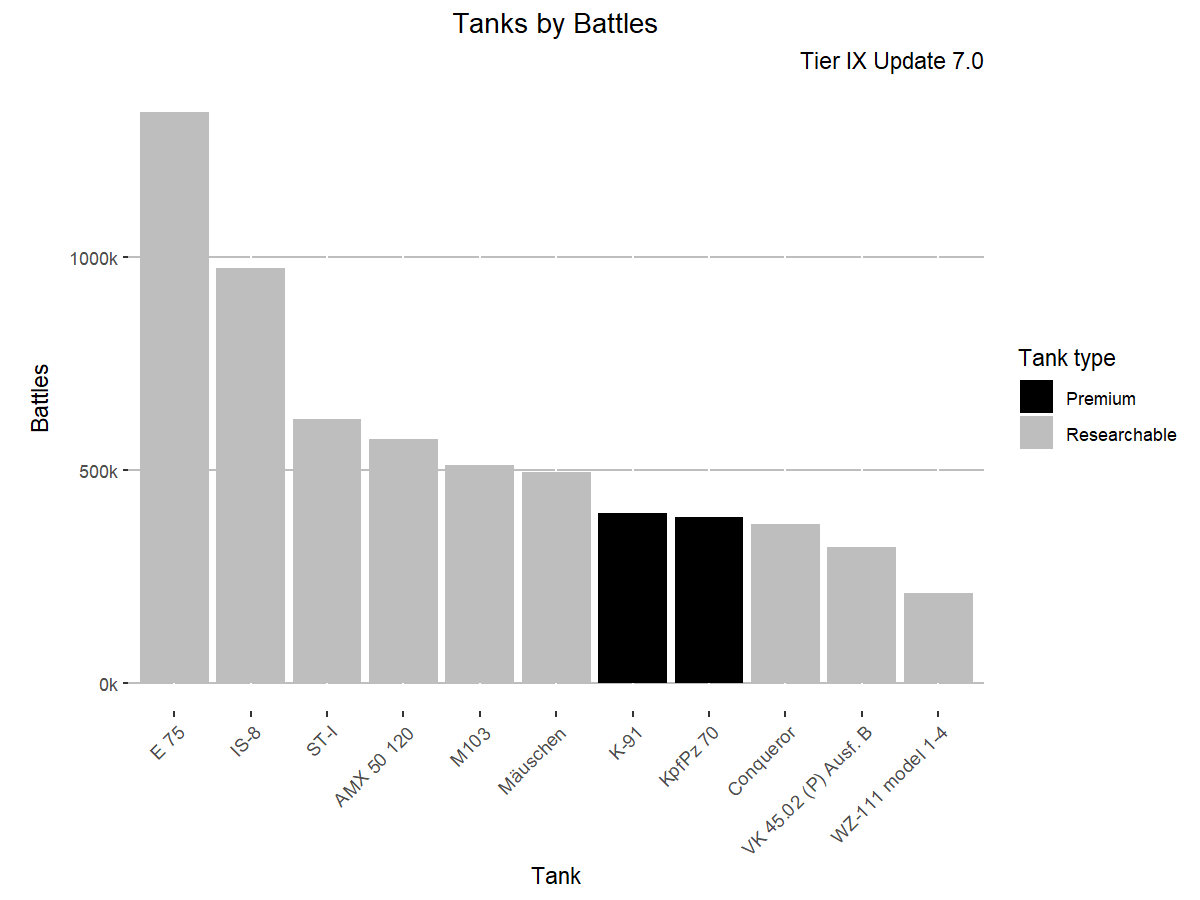 Tanks by Battles
Tier IX Update 7.0
1000k
500k
0k
Battles
E 75
IS-8
ST-I
AMX 50 120
M103
Mäuschen
K-91
KpfPz 70
Conqueror
VK 45.02 (P) Ausf. B
WZ-111 model 1-4
Tank
Tank type
Premium
Researchable